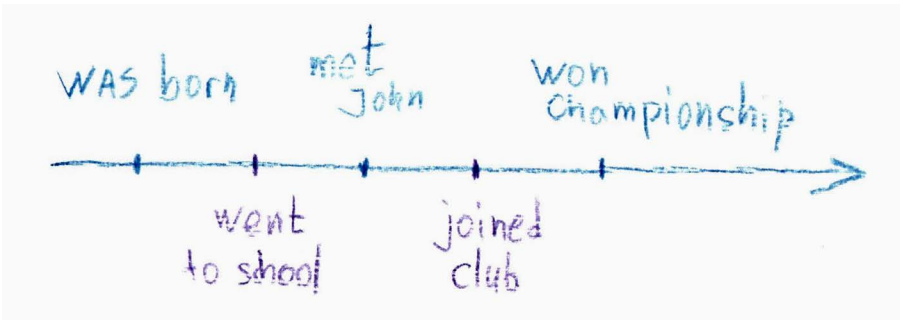 WAS born
met
John
won
Championship
went
to school
joined
club